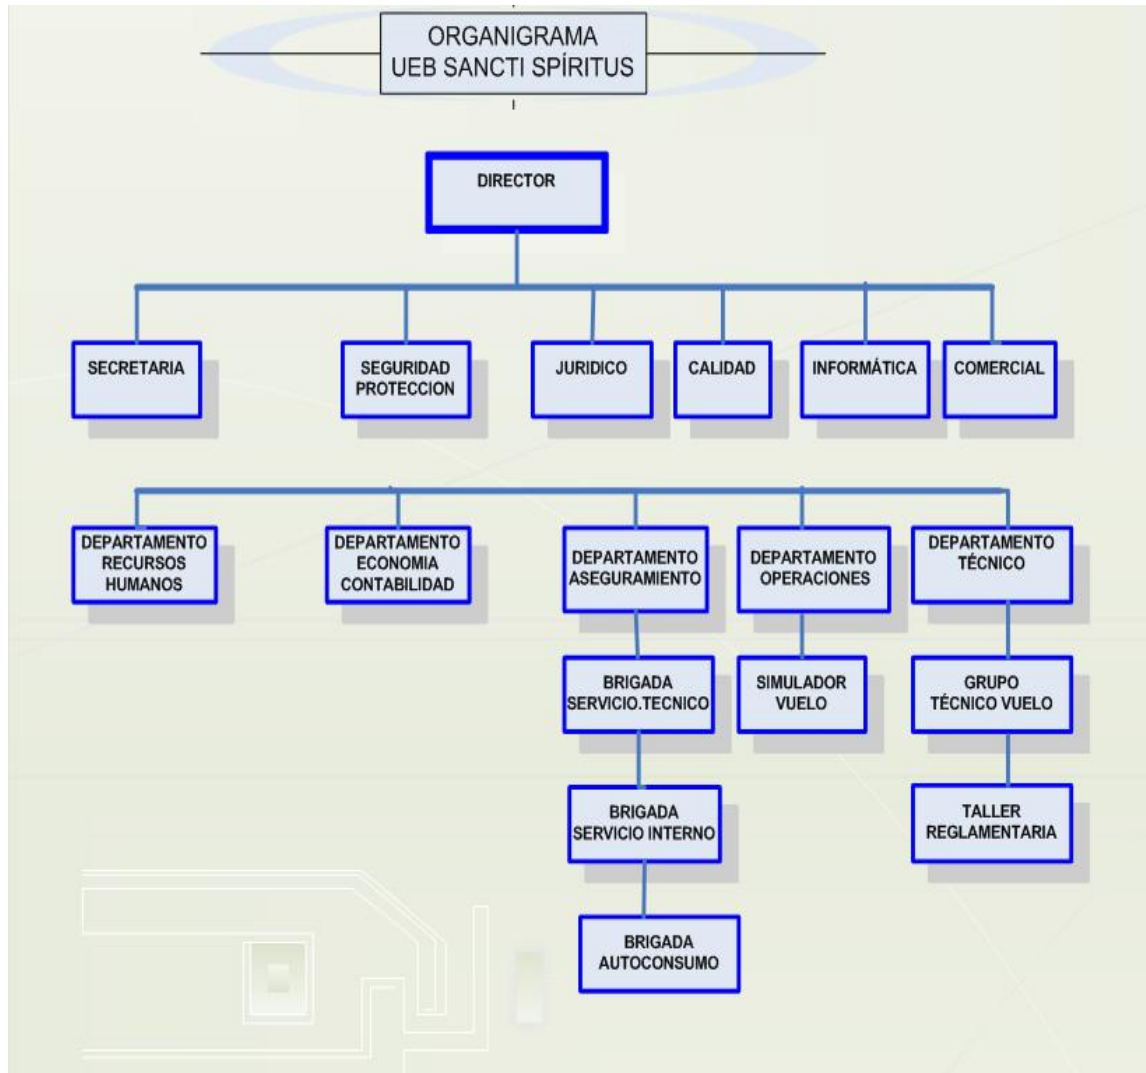 ORGANIGRAMA
UEB SANCTI SPÍRITUS
DIRECTOR
SECRETARIA
SEGURIDAD
PROTECCION
JURIDICO
CALIDAD
INFORMÁTICA
COMERCIAL
DEPARTAMENTO
RECURSOS
HUMANOS
DEPARTAMENTO
ECONOMIA
CONTABILIDAD
DEPARTAMENTO
ASEGURAMIENTO
DEPARTAMENTO
OPERACIONES
DEPARTAMENTO
TÉCNICO
BRIGADA
SERVICIO.TECNICO
SIMULADOR
VUELO
GRUPO
TÉCNICO VUELO
BRIGADA
SERVICIO INTERNO
TALLER
REGLAMENTARIA
BRIGADA
AUTOCONSUMO